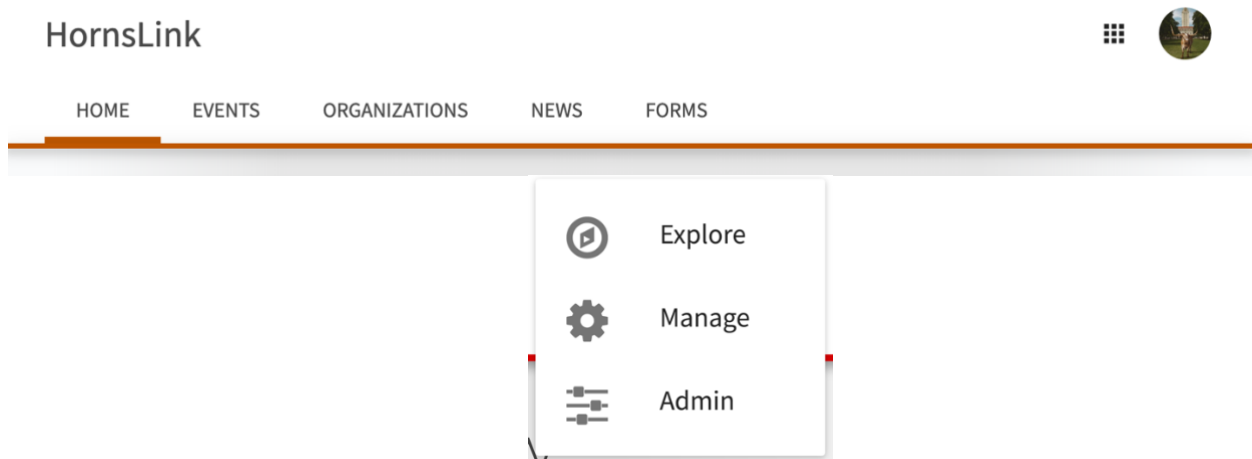 HornsLink
HOME EVENTS ORGANIZATIONS NEWS FORMS
Explore
Manage
Admin